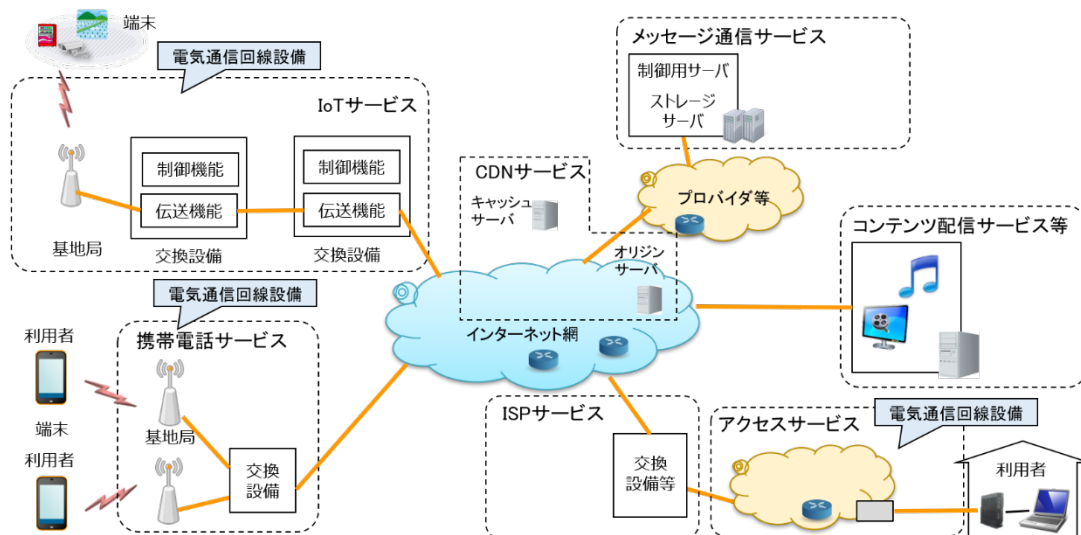 端末
電気通信回線設備
IoTサービス
制御機能
伝送機能
制御機能
伝送機能
基地局
交換設備
交換設備
メッセージ通信サービス
制御用サーバ
ストレージ
サーバ
CDNサービス
キャッシュ
サーバ
プロバイダ等
オリジン
サーバ
コンテンツ配信サービス等
インターネット網
電気通信回線設備
携帯電話サービス
利用者
端末
基地局
利用者
交換
設備
ISPサービス
交換
設備等
アクセスサービス
電気通信回線設備
利用者